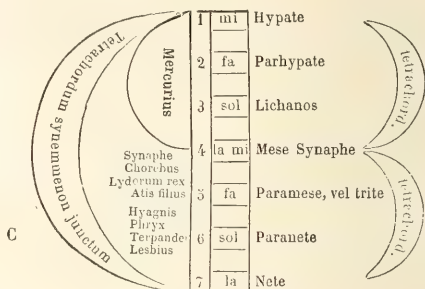 Tetrachordum synemmenon junctum
Mercurius
Synaphe
Chorebus
Lyderum rex
Atis filius
Hyagnis
Phryx
Terpande
Lesbius
C
1 mi Hypate
2 fa Parhypate
3 sol Lichanos
4 la mi Mese Synaphe
5 fa Paramese, vel trite
6 sol Paranete
7 la Nete
tetrachord.
tetrachord.